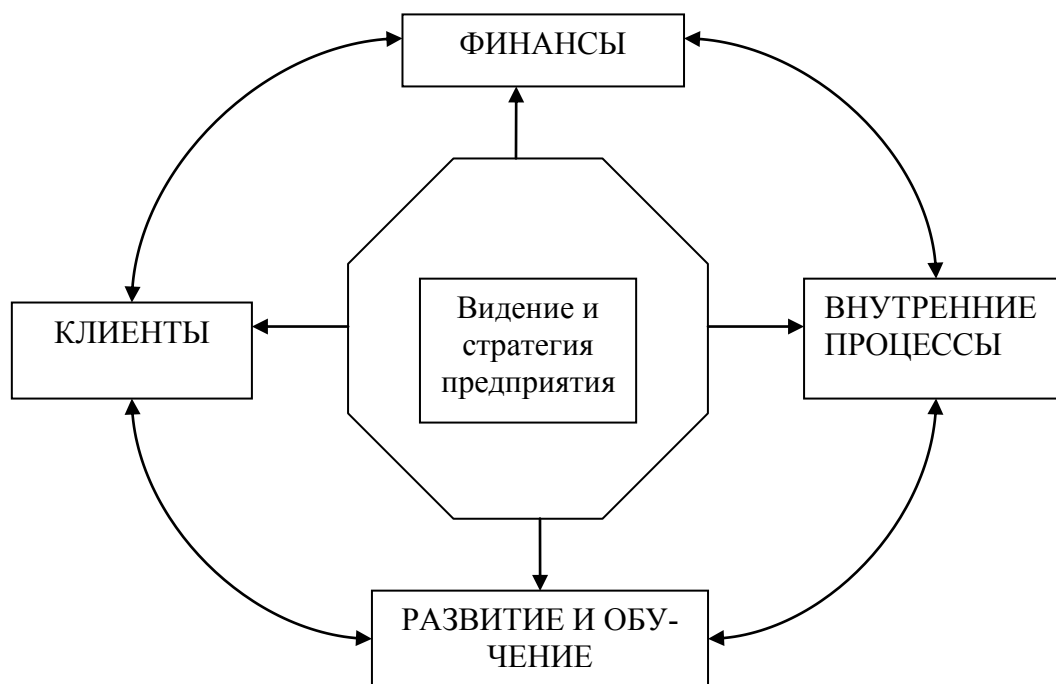 ФИНАНСЫ
КЛИЕНТЫ
Видение и
стратегия
предприятия
ВНУТРЕННИЕ
ПРОЦЕССЫ
РАЗВИТИЕ И ОБУ-
ЧЕНИЕ